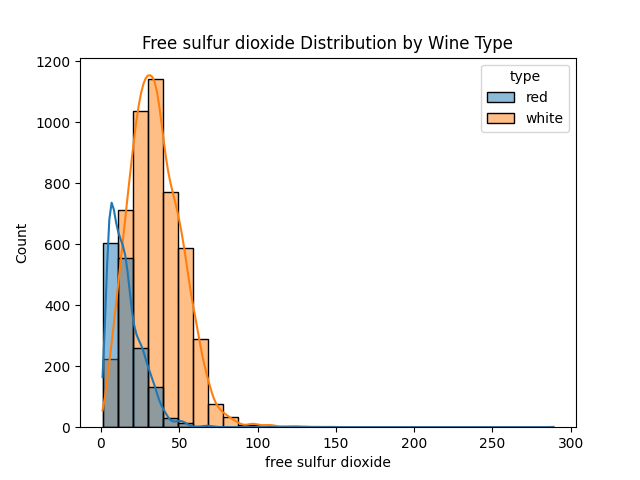 Free sulfur dioxide Distribution by Wine Type
type
red
white
1200
1000
800
600
400
200
0
Count
0 50 100 150 200 250 300
free sulfur dioxide